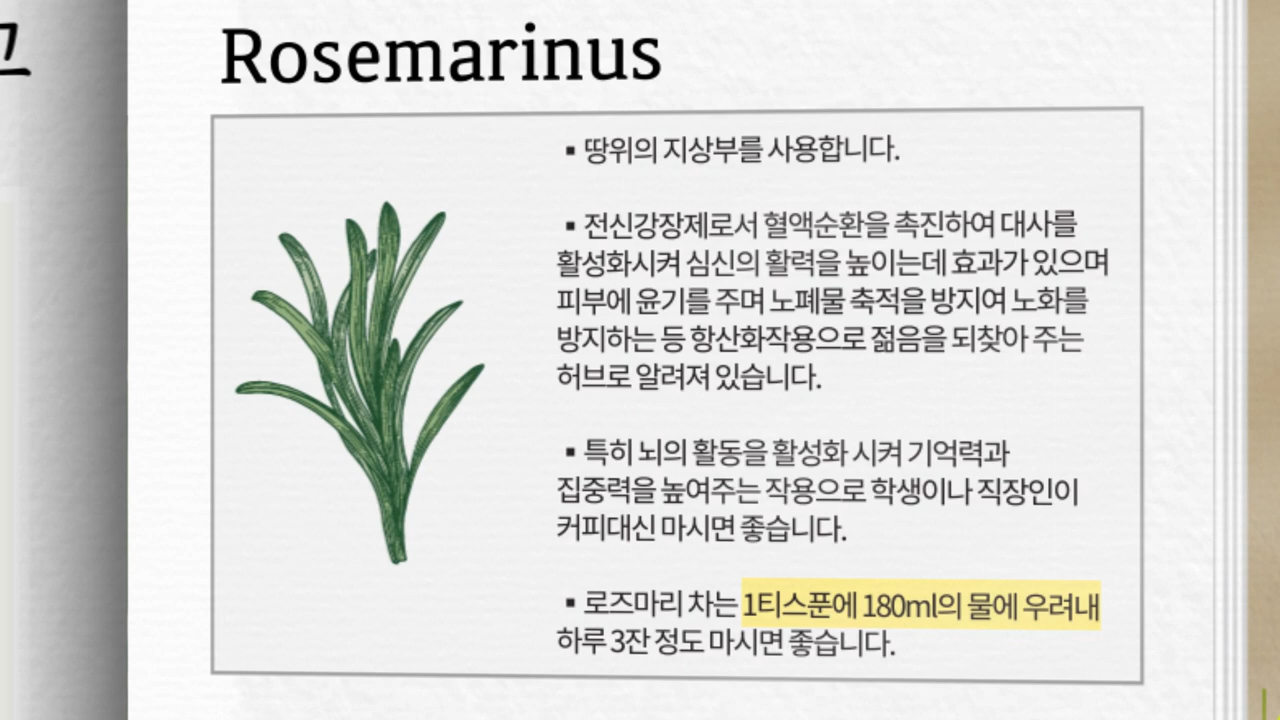 고
Rosemarinus
▪ 땅위의 지상부를 사용합니다.
▪ 전신강장제로서 혈액순환을 촉진하여 대사를
활성화시켜 심신의 활력을 높이는데 효과가 있으며
피부에 윤기를 주며 노폐물 축적을 방지여 노화를
방지하는 등 항산화작용으로 젊음을 되찾아 주는
허브로 알려져 있습니다.
▪ 특히 뇌의 활동을 활성화 시켜 기억력과
집중력을 높여주는 작용으로 학생이나 직장인이
커피대신 마시면 좋습니다.
▪ 로즈마리 차는 1티스푼에 180ml의 물에 우려내
하루 3잔 정도 마시면 좋습니다.